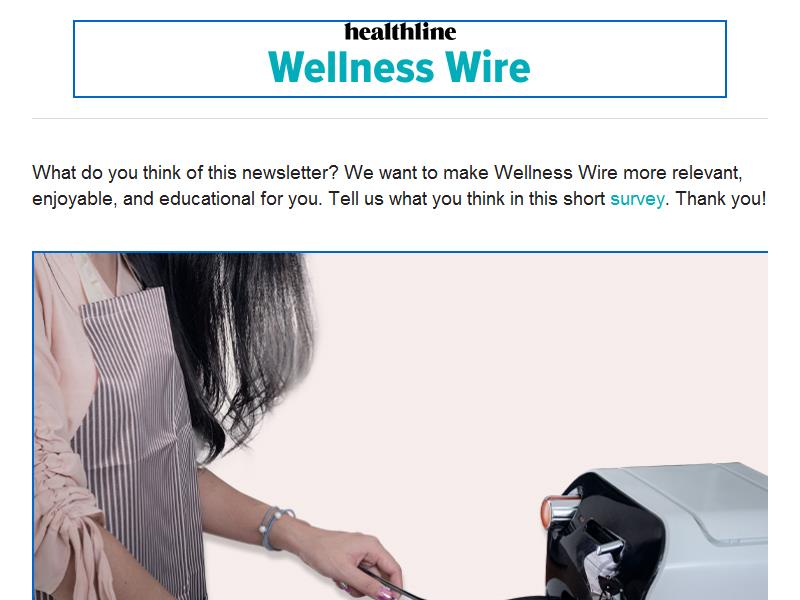 healthline
Wellness Wire
What do you think of this newsletter? We want to make Wellness Wire more relevant,
enjoyable, and educational for you. Tell us what you think in this short survey. Thank you!